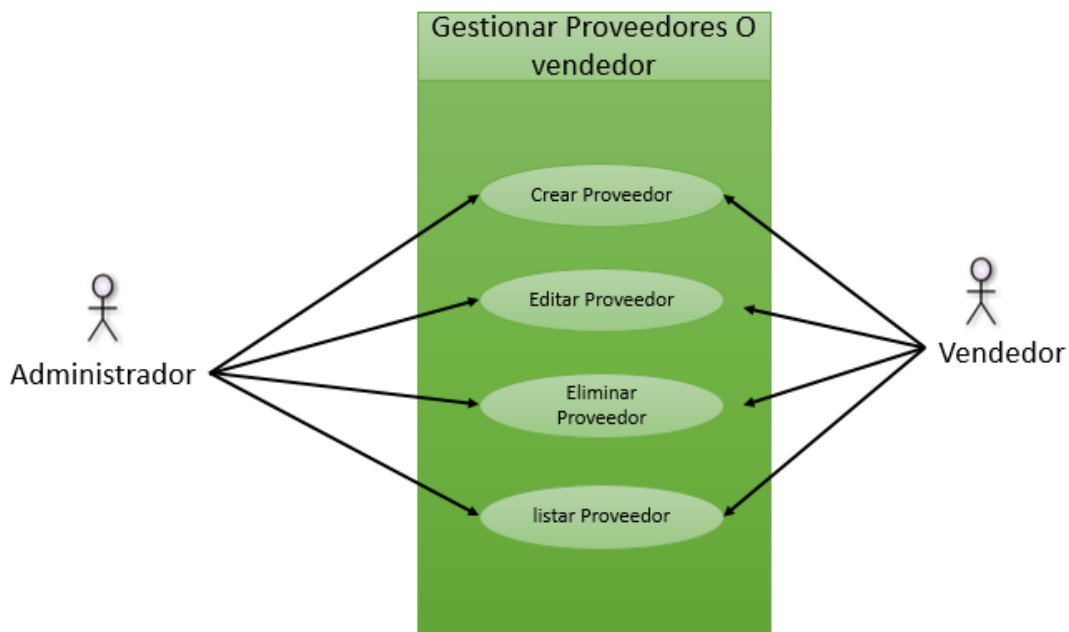 Gestionar Proveedores O
vendedor
Crear Proveedor
Editar Proveedor
Administrador
Vendedor
Eliminar
Proveedor
listar Proveedor